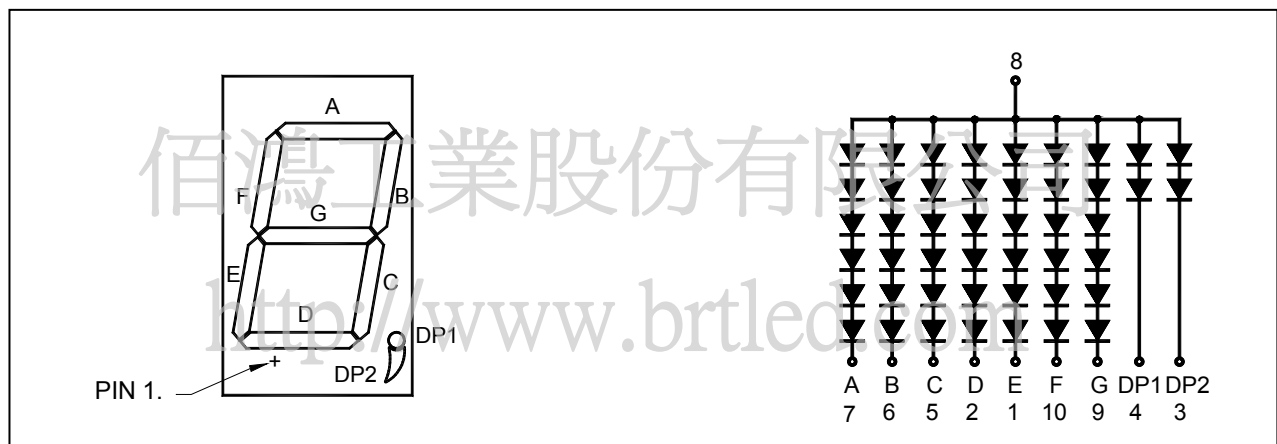 A
F
B
G
E
C
D
DP1
DP2
PIN 1.
+
8
A B C D E F G DP1 DP2
7 6 5 2 1 10 9 4 3
佰鴻工業股份有限公司
http://www.brtled.com